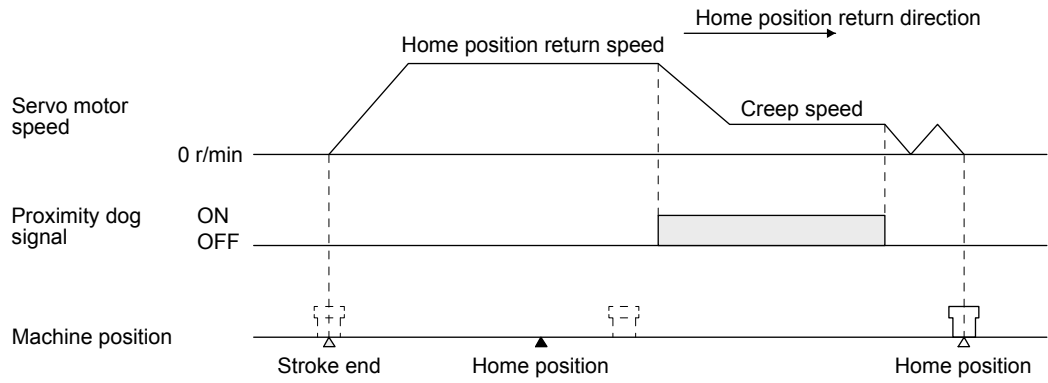 Home position return direction
Home position return speed
Servo motor
speed
Creep speed
0 r/min
Proximity dog
signal
ON
OFF
Machine position
Stroke end
Home position
Home position